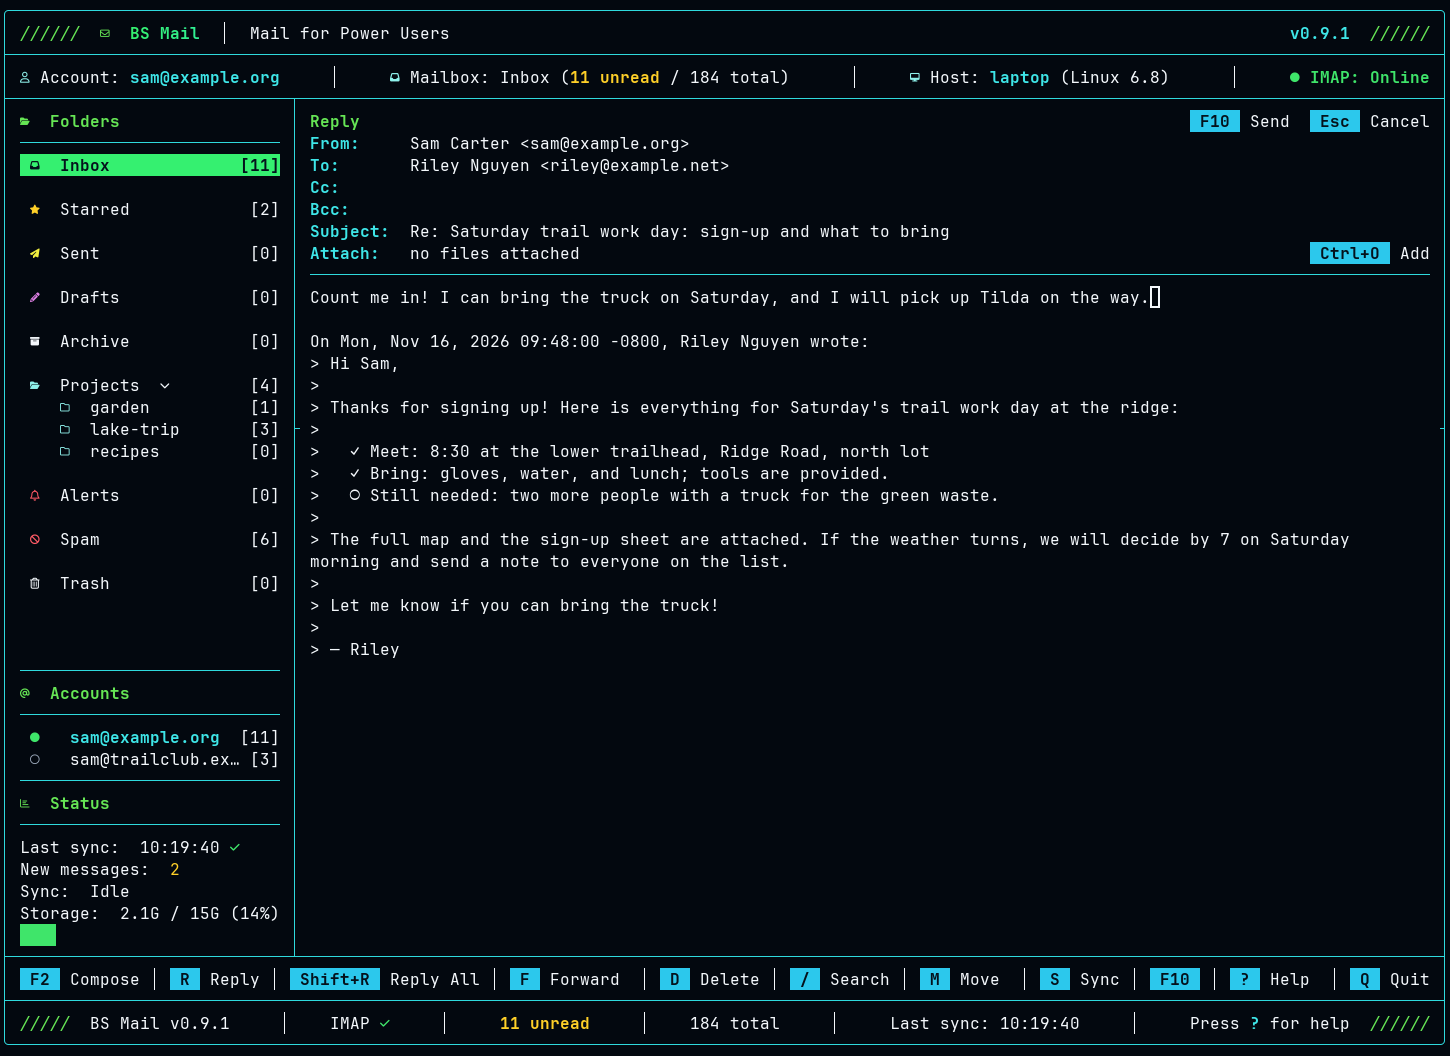 ////// BS Mail Mail for Power Users v0.9.1 //////
Account: sam@example.org Mailbox: Inbox (11 unread / 184 total) Host: laptop (Linux 6.8) ● IMAP: Online
Folders
Inbox [11]
Starred [2]
Sent [0]
Drafts [0]
Archive [0]
Projects [4]
garden [1]
lake-trip [3]
recipes [0]
Alerts [0]
Spam [6]
Trash [0]
@ Accounts
● sam@example.org [11]
○ sam@trailclub.ex… [3]
Status
Last sync: 10:19:40 ✓
New messages: 2
Sync: Idle
Storage: 2.1G / 15G (14%)
Reply F10 Send Esc Cancel
From: Sam Carter <sam@example.org>
To: Riley Nguyen <riley@example.net>
Cc:
Bcc:
Subject: Re: Saturday trail work day: sign-up and what to bring
Attach: no files attached Ctrl+O Add
Count me in! I can bring the truck on Saturday, and I will pick up Tilda on the way.
On Mon, Nov 16, 2026 09:48:00 -0800, Riley Nguyen wrote:
> Hi Sam,
>
> Thanks for signing up! Here is everything for Saturday's trail work day at the ridge:
>
> ✓ Meet: 8:30 at the lower trailhead, Ridge Road, north lot
> ✓ Bring: gloves, water, and lunch; tools are provided.
> ○ Still needed: two more people with a truck for the green waste.
>
> The full map and the sign-up sheet are attached. If the weather turns, we will decide by 7 on Saturday
morning and send a note to everyone on the list.
>
> Let me know if you can bring the truck!
>
> — Riley
F2 Compose R Reply Shift+R Reply All F Forward D Delete / Search M Move S Sync F10 ? Help Q Quit
///// BS Mail v0.9.1 IMAP ✓ 11 unread 184 total Last sync: 10:19:40 Press ? for help //////